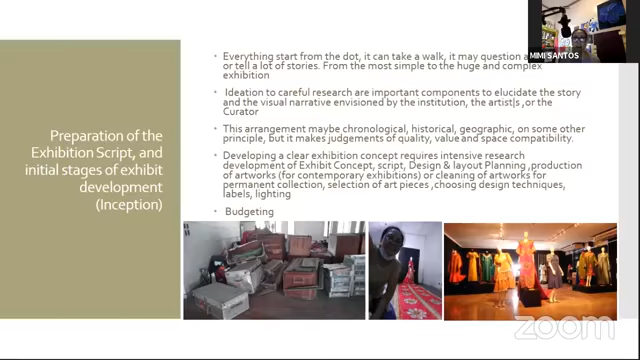 MIMI SANTOS
Preparation of the
Exhibition Script, and
initial stages of exhibit
development
(Inception)
• Everything start from the dot, it can take a walk, it may question a
or tell a lot of stories. From the most simple to the huge and complex
exhibition
• Ideation to careful research are important components to elucidate the story
and the visual narrative envisioned by the institution, the artist|s ,or the
Curator
• This arrangement maybe chronological, historical, geographic, on some other
principle, but it makes judgements of quality, value and space compatibility.
• Developing a clear exhibition concept requires intensive research
development of Exhibit Concept, script, Design & layout Planning ,production
of artworks (for contemporary exhibitions) or cleaning of artworks for
permanent collection, selection of art pieces ,choosing design techniques,
labels, lighting
• Budgeting
zoom